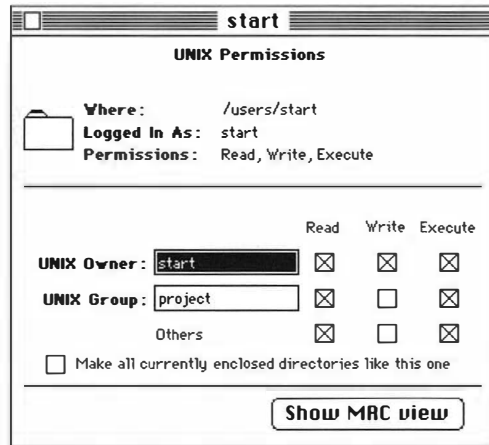 start
UNIX Permissions
Where: /users/start
Logged In As: start
Permissions: Read, Write, Execute
Read Write Execute
UNIX Owner: start
UNIX Group: project
Others
Make all currently enclosed directories like this one
Show MAC view